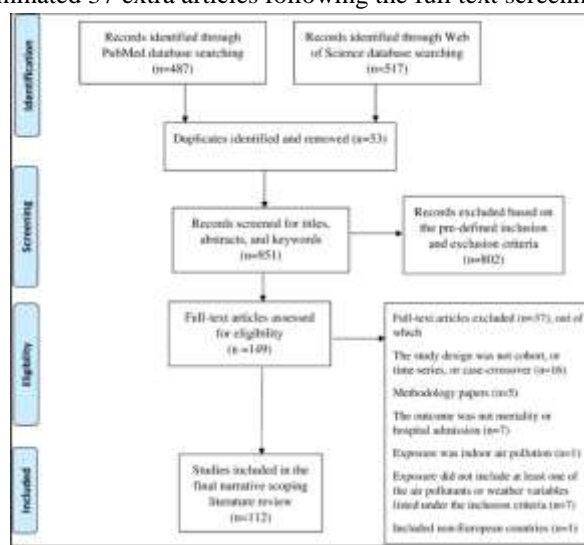 37 extra articles following the full text screening
Identification
Records identified through
PubMed database searching
(n=487)
Records identified through Web
of Science database searching
(n=517)
Duplicates identified and removed (n=53)
Screening
Records screened for titles,
abstracts, and keywords
(n=851)
Records excluded based on
the pre-defined inclusion
and exclusion criteria
(n=802)
Eligibility
Full-text articles assessed
for eligibility
(n =149)
Full-text articles excluded (n=37), out of
which
The study design was not cohort, or
time series, or case-crossover (n=16)
Methodology papers (n=5)
The outcome was not mortality or
hospital admission (n=7)
Exposure was indoor air pollution (n=1)
Exposure did not include at least one of
the air pollutants or weather variables
listed under the inclusion criteria (n=7)
Included non-European countries (n=1)
Included
Studies included in the
final narrative scoping
literature review
(n=112)